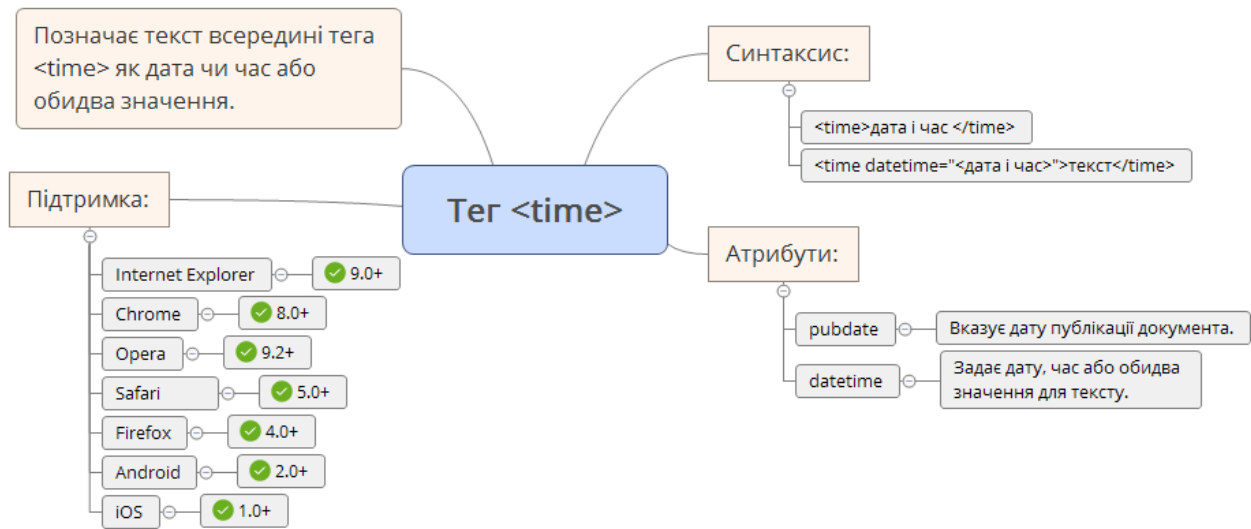 Позначає текст всередині тега
<time> як дата чи час або
обидва значення.
Тег <time>
Синтаксис:
<time>дата і час </time>
<time datetime="<дата і час>">текст</time>
Підтримка:
Internet Explorer 9.0+
Chrome 8.0+
Opera 9.2+
Safari 5.0+
Firefox 4.0+
Android 2.0+
iOS 1.0+
Атрибути:
pubdate Вказує дату публікації документа.
datetime Задає дату, час або обидва
значення для тексту.